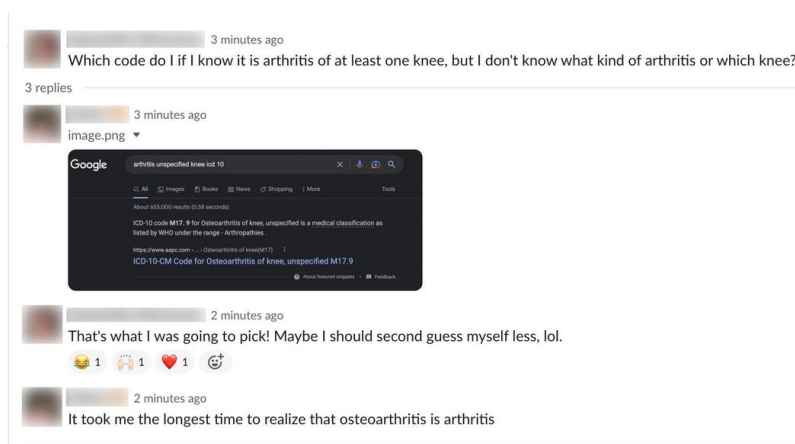 3 minutes ago
Which code do I if I know it is arthritis of at least one knee, but I don't know what kind of arthritis or which knee?
3 replies
3 minutes ago
image.png
Google arthritis unspecified knee icd 10
All Images Books News Shopping More Tools
About 653,000 results (0.58 seconds)
ICD-10 code M17. 9 for Osteoarthritis of knee, unspecified is a medical classification as
listed by WHO under the range - Arthropathies .
https://www.aapc.com › ... › Osteoarthritis of knee(M17)
ICD-10-CM Code for Osteoarthritis of knee, unspecified M17.9
About featured snippets • Feedback
2 minutes ago
That's what I was going to pick! Maybe I should second guess myself less, lol.
1 1 1
2 minutes ago
It took me the longest time to realize that osteoarthritis is arthritis